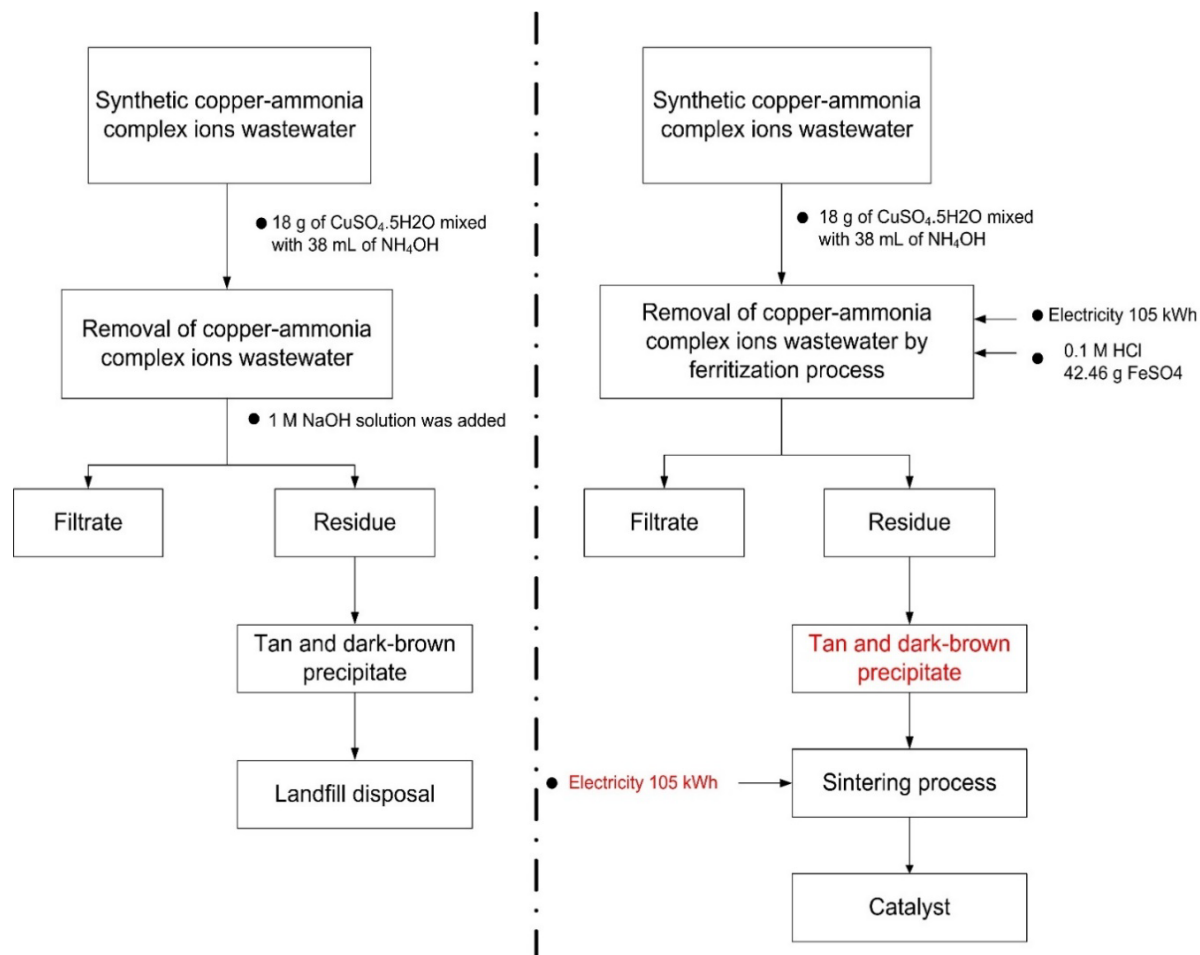 Synthetic copper-ammonia
complex ions wastewater
● 18 g of CuSO₄.5H2O mixed
with 38 mL of NH₄OH
Removal of copper-ammonia
complex ions wastewater
● 1 M NaOH solution was added
Filtrate
Residue
Tan and dark-brown
precipitate
Landfill disposal
Synthetic copper-ammonia
complex ions wastewater
● 18 g of CuSO₄.5H2O mixed
with 38 mL of NH₄OH
Removal of copper-ammonia
complex ions wastewater by
ferritization process
● Electricity 105 kWh
● 0.1 M HCl
42.46 g FeSO4
Filtrate
Residue
Tan and dark-brown
precipitate
● Electricity 105 kWh
Sintering process
Catalyst